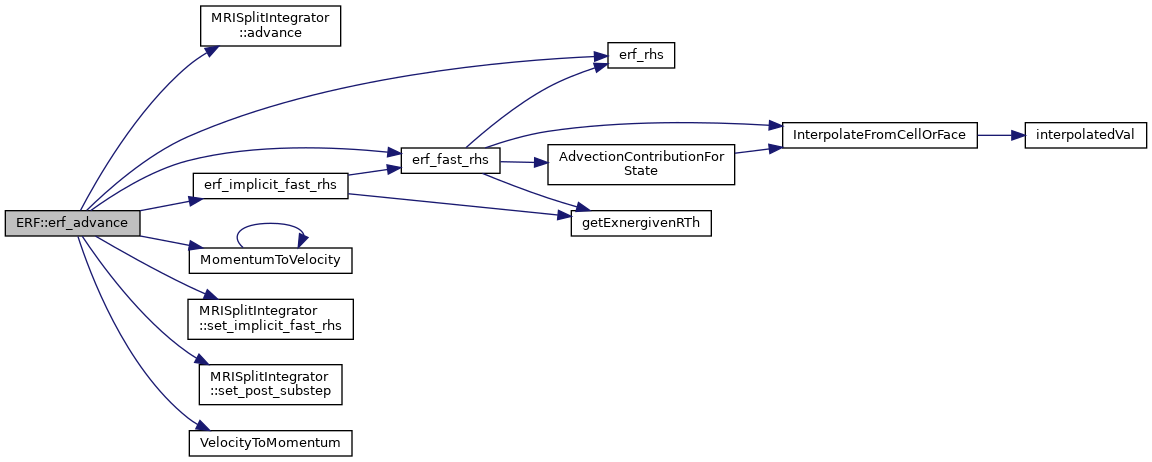 MRISplitIntegrator
::advance
erf_rhs
InterpolateFromCellOrFace
interpolatedVal
erf_fast_rhs
AdvectionContributionFor
State
erf_implicit_fast_rhs
ERF::erf_advance
getExnergivenRTh
MomentumToVelocity
MRISplitIntegrator
::set_implicit_fast_rhs
MRISplitIntegrator
::set_post_substep
VelocityToMomentum